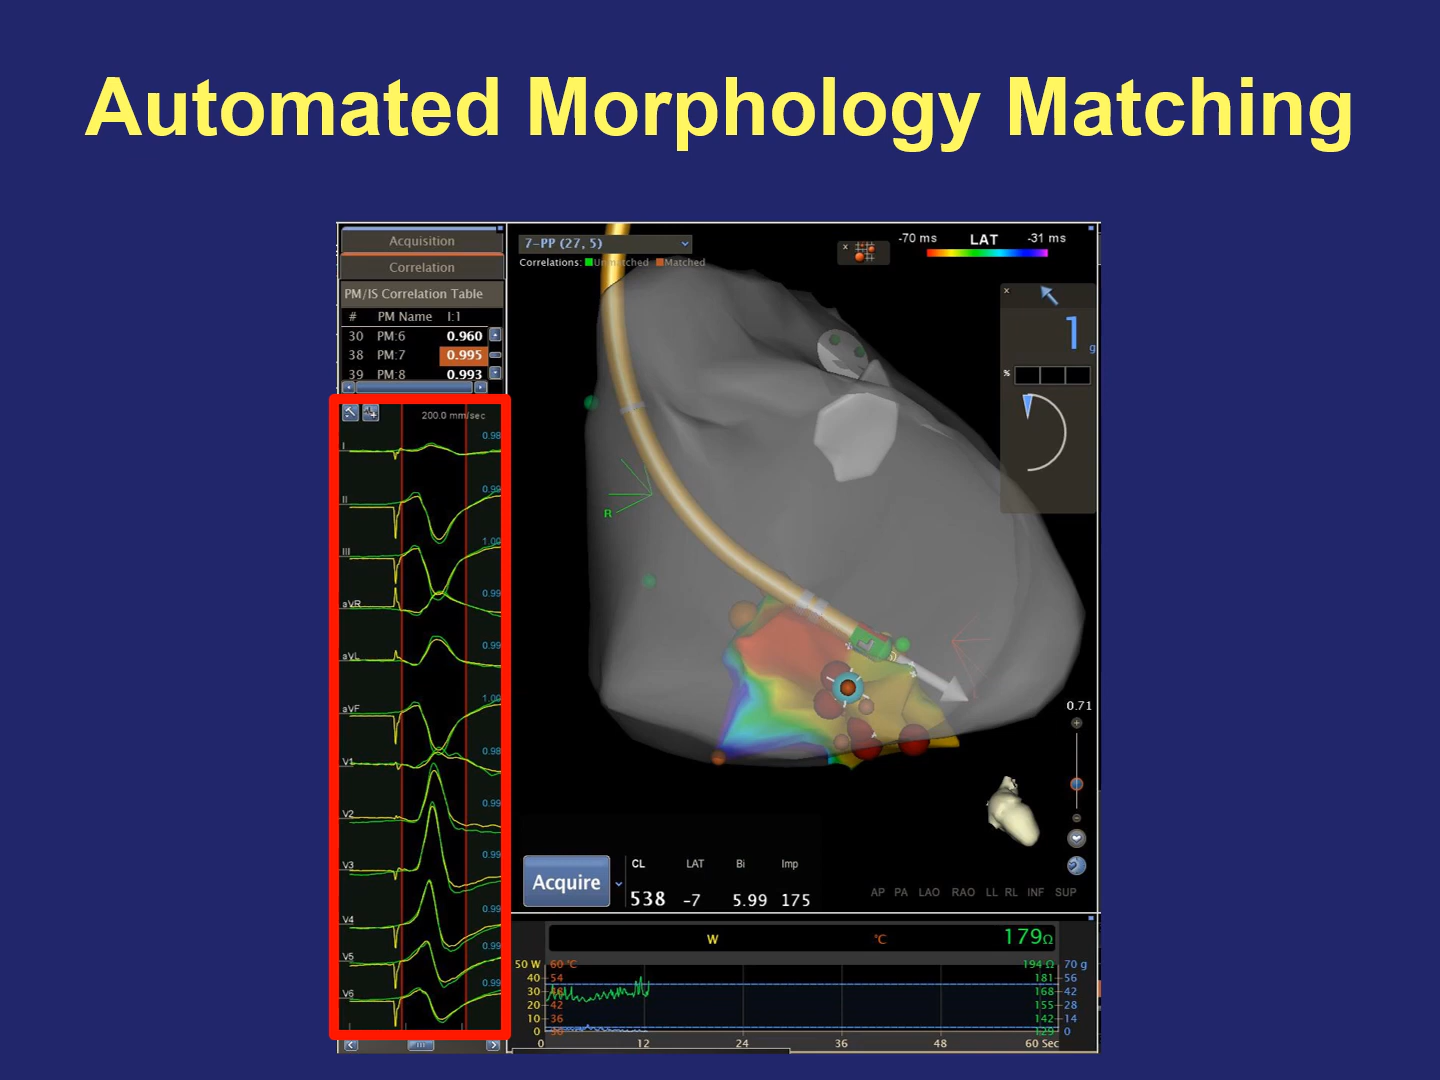 Automated Morphology Matching
Acquisition
Correlation
PM/IS Correlation Table
# PM Name I:1
30 PM:6 0.960
38 PM:7 0.995
39 PM:8 0.993
200.0 mm/sec
I 0.98
II 0.99
III 1.00
aVR 0.99
aVL 0.99
aVF 1.00
V1 0.98
V2 0.99
V3 0.99
V4 0.99
V5 0.99
V6 0.99
7-PP (27, 5)
Correlations: Unmatched Matched
-70 ms LAT -31 ms
x
1 g
%
R
0.71
Acquire
CL LAT Bi Imp
538 -7 5.99 175
AP PA LAO RAO LL RL INF SUP
W °C 179Ω
50 W 60 °C 194 Ω 70 g
40 54 181 56
30 48 168 42
20 42 155 28
10 36 142 14
0 30 129 0
0 12 24 36 48 60 Sec